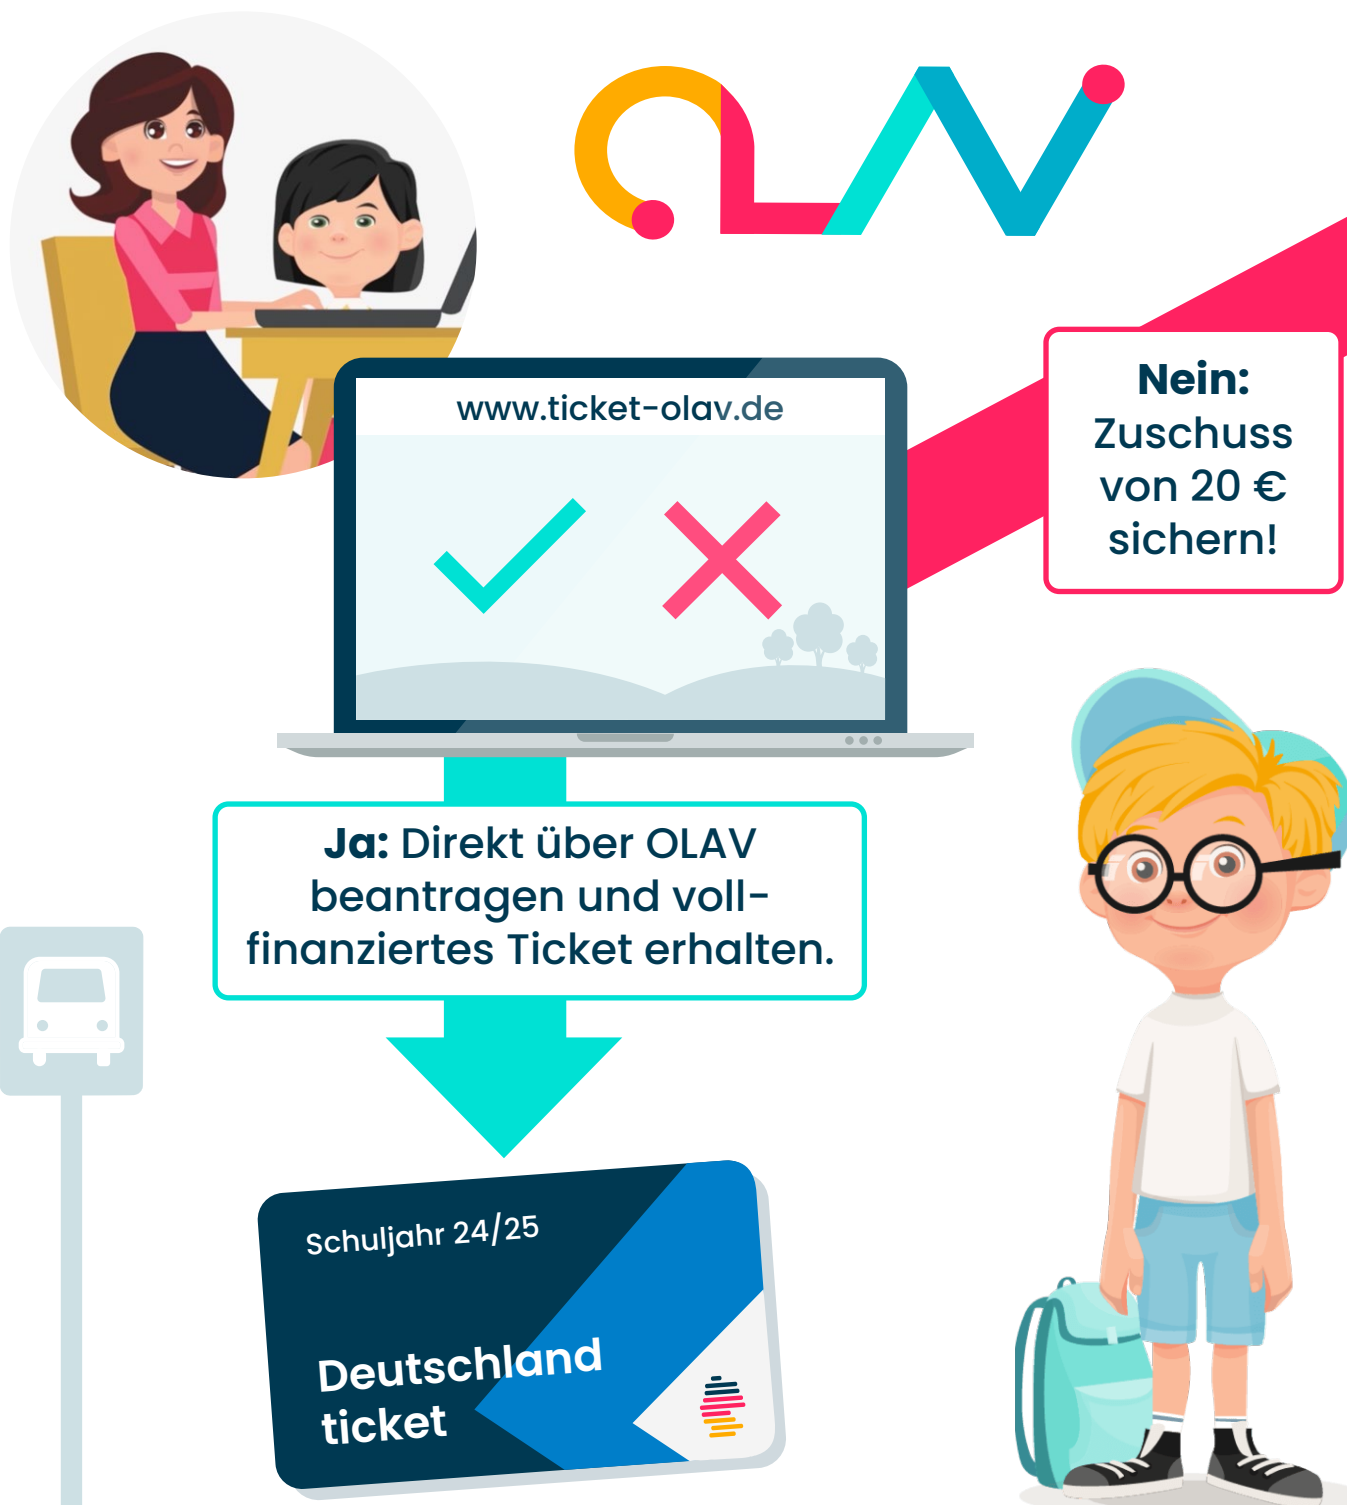 OLAV
www.ticket-olav.de
Nein:
Zuschuss
von 20 €
sichern!
Ja: Direkt über OLAV
beantragen und voll-
finanziertes Ticket erhalten.
Schuljahr 24/25
Deutschland
ticket